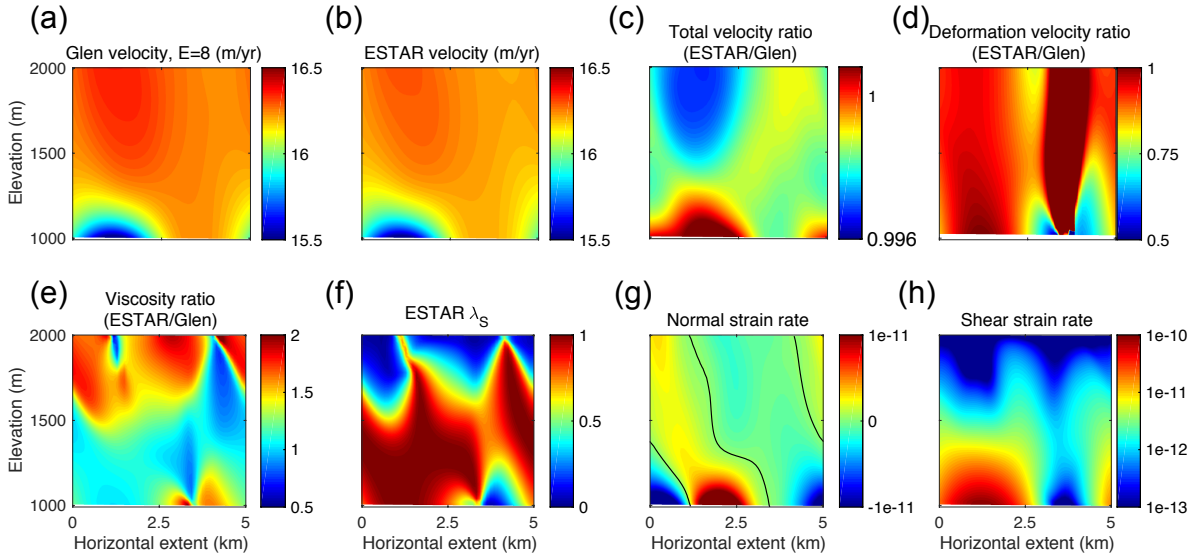 (a)
(b)
(c)
(d)
Glen velocity, E=8 (m/yr)
ESTAR velocity (m/yr)
Total velocity ratio
(ESTAR/Glen)
Deformation velocity ratio
(ESTAR/Glen)
Elevation (m)
2000
1500
1000
16.5
16
15.5
16.5
16
15.5
1
0.996
1
0.75
0.5
(e)
(f)
(g)
(h)
Viscosity ratio
(ESTAR/Glen)
ESTAR λS
Normal strain rate
Shear strain rate
Elevation (m)
2000
1500
1000
2
1.5
1
0.5
1
0.5
0
1e-11
0
-1e-11
1e-10
1e-11
1e-12
1e-13
0 2.5 5
0 2.5 5
0 2.5 5
0 2.5 5
Horizontal extent (km)
Horizontal extent (km)
Horizontal extent (km)
Horizontal extent (km)